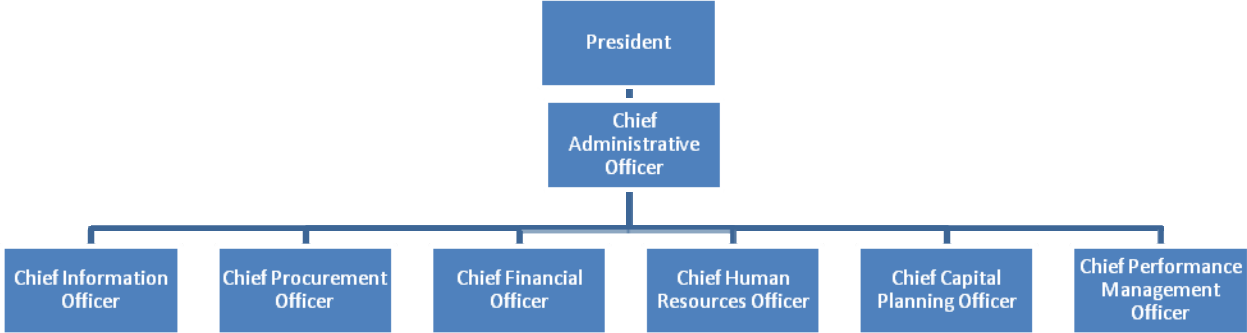 President
Chief
Administrative
Officer
Chief Information
Officer
Chief Procurement
Officer
Chief Financial
Officer
Chief Human
Resources Officer
Chief Capital
Planning Officer
Chief Performance
Management
Officer